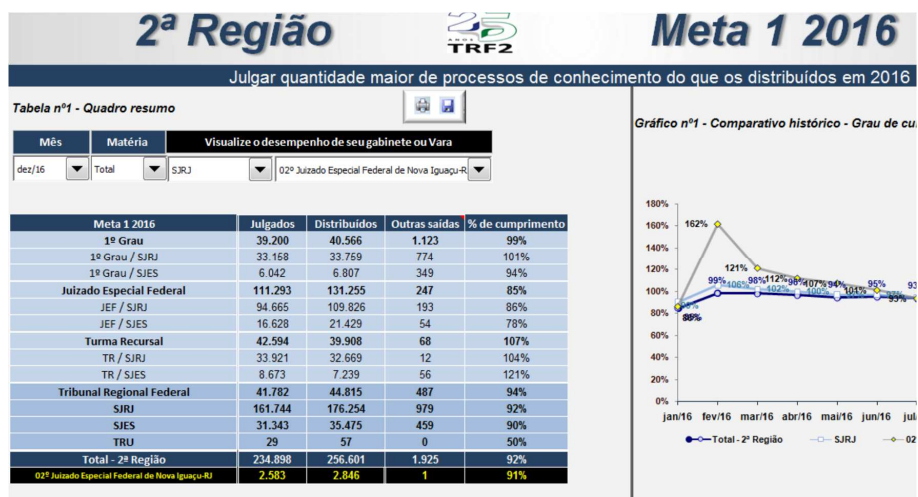 2ª Região
ANOS
TRF2
Meta 1 2016
Julgar quantidade maior de processos de conhecimento do que os distribuídos em 2016
Tabela nº1 - Quadro resumo
Mês Matéria Visualize o desempenho de seu gabinete ou Vara
dez/16 Total SJRJ 02º Juizado Especial Federal de Nova Iguaçu-R
Meta 1 2016 Julgados Distribuídos Outras saídas % de cumprimento
1º Grau 39.200 40.566 1.123 99%
1º Grau / SJRJ 33.158 33.759 774 101%
1º Grau / SJES 6.042 6.807 349 94%
Juizado Especial Federal 111.293 131.255 247 85%
JEF / SJRJ 94.665 109.826 193 86%
JEF / SJES 16.628 21.429 54 78%
Turma Recursal 42.594 39.908 68 107%
TR / SJRJ 33.921 32.669 12 104%
TR / SJES 8.673 7.239 56 121%
Tribunal Regional Federal 41.782 44.815 487 94%
SJRJ 161.744 176.254 979 92%
SJES 31.343 35.475 459 90%
TRU 29 57 0 50%
Total - 2ª Região 234.898 256.601 1.925 92%
02º Juizado Especial Federal de Nova Iguaçu-RJ 2.583 2.846 1 91%
Gráfico nº1 - Comparativo histórico - Grau de cu
180%
160%
140%
120%
100%
80%
60%
40%
20%
0%
162%
121%
99% 106% 98% 102% 112% 96% 107% 100% 94% 104% 95% 93% 93
jan/16 fev/16 mar/16 abr/16 mai/16 jun/16 jul
Total - 2ª Região SJRJ 02